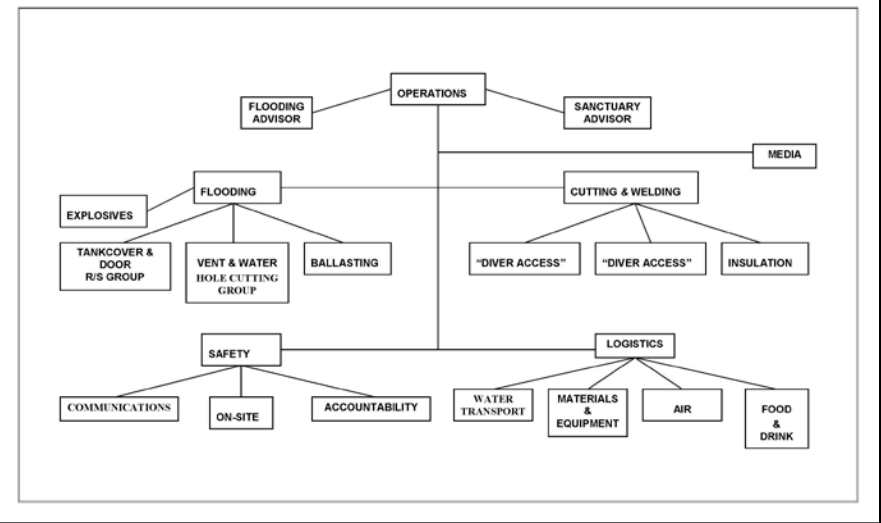 OPERATIONS
FLOODING
ADVISOR
SANCTUARY
ADVISOR
MEDIA
FLOODING
CUTTING & WELDING
EXPLOSIVES
TANKCOVER &
DOOR
R/S GROUP
VENT & WATER
HOLE CUTTING
GROUP
BALLASTING
“DIVER ACCESS”
“DIVER ACCESS”
INSULATION
SAFETY
LOGISTICS
COMMUNICATIONS
ON-SITE
ACCOUNTABILITY
WATER
TRANSPORT
MATERIALS
&
EQUIPMENT
AIR
FOOD
&
DRINK